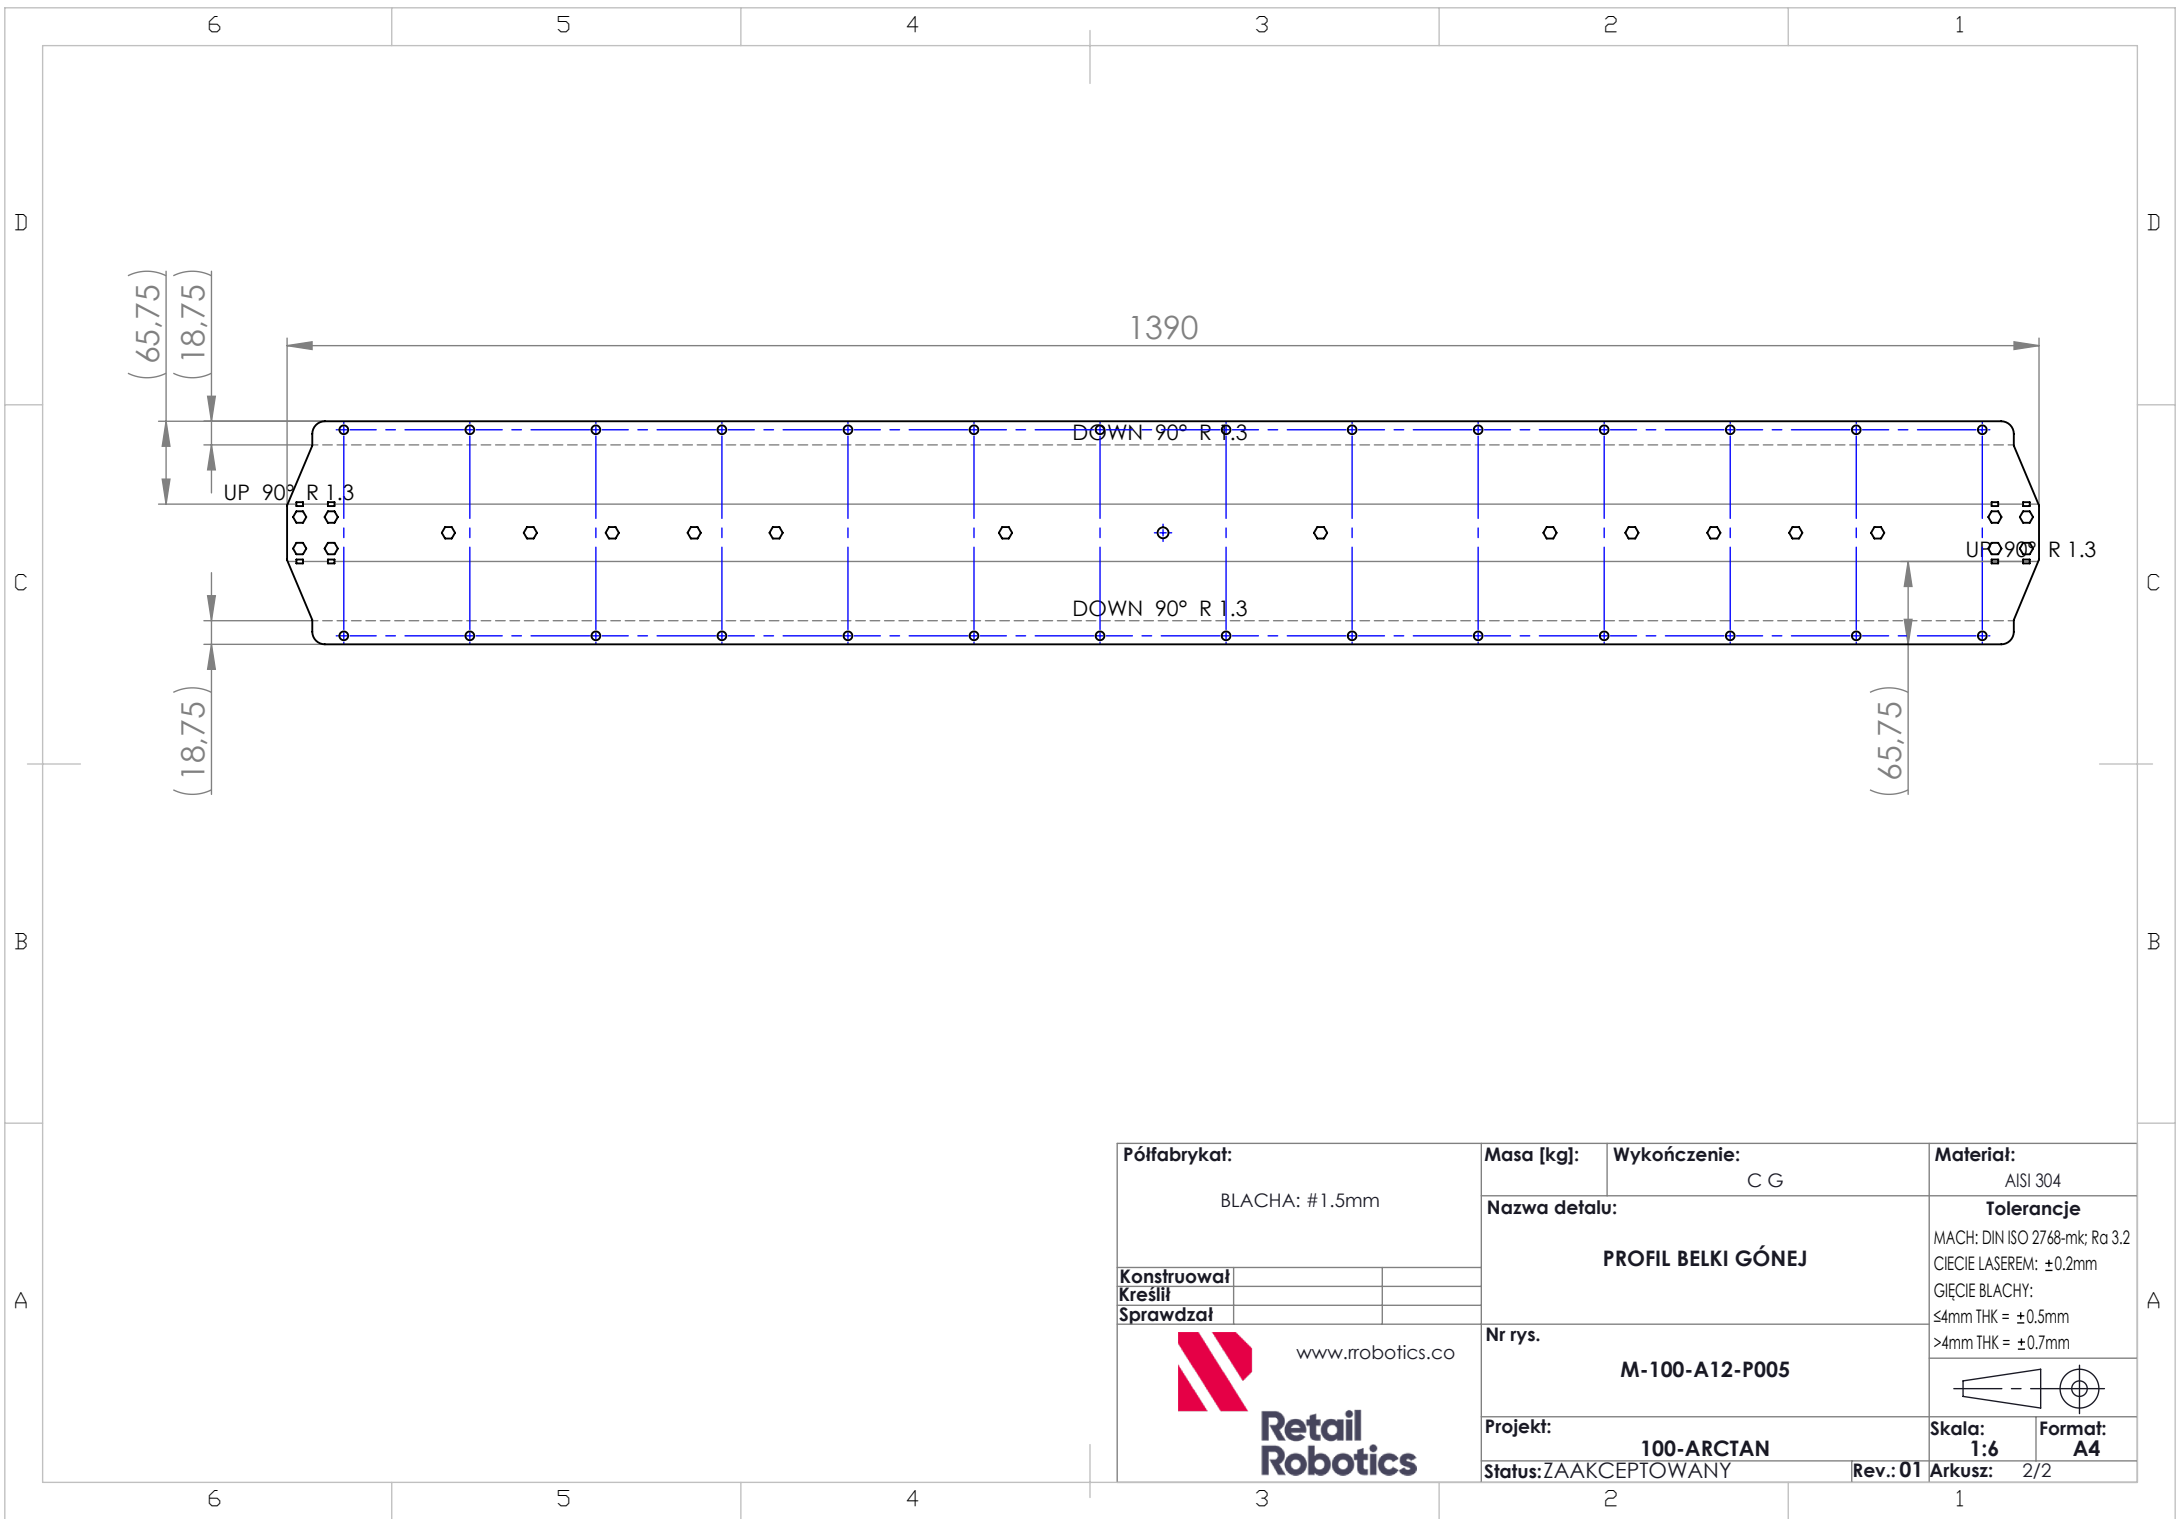 6 5 4 3 2 1
D D
(65,75) (18,75)
1390
DOWN 90° R 1.3
UP 90° R 1.3
UP 90° R 1.3
C C
DOWN 90° R 1.3
(18,75)
(65,75)
B B
A A
Półfabrykat:
BLACHA: #1.5mm
Masa [kg]:
Wykończenie:
C G
Materiał:
AISI 304
Nazwa detalu:
PROFIL BELKI GÓNEJ
Tolerancje
MACH: DIN ISO 2768-mk; Ra 3.2
CIECIE LASEREM: ±0.2mm
GIĘCIE BLACHY:
≤4mm THK = ±0.5mm
>4mm THK = ±0.7mm
Konstruował
Kreślił
Sprawdzał
www.rrobotics.co
Retail
Robotics
Nr rys.
M-100-A12-P005
Projekt:
100-ARCTAN
Skala:
1:6
Format:
A4
Status: ZAAKCEPTOWANY
Rev.: 01
Arkusz: 2/2
6 5 4 3 2 1